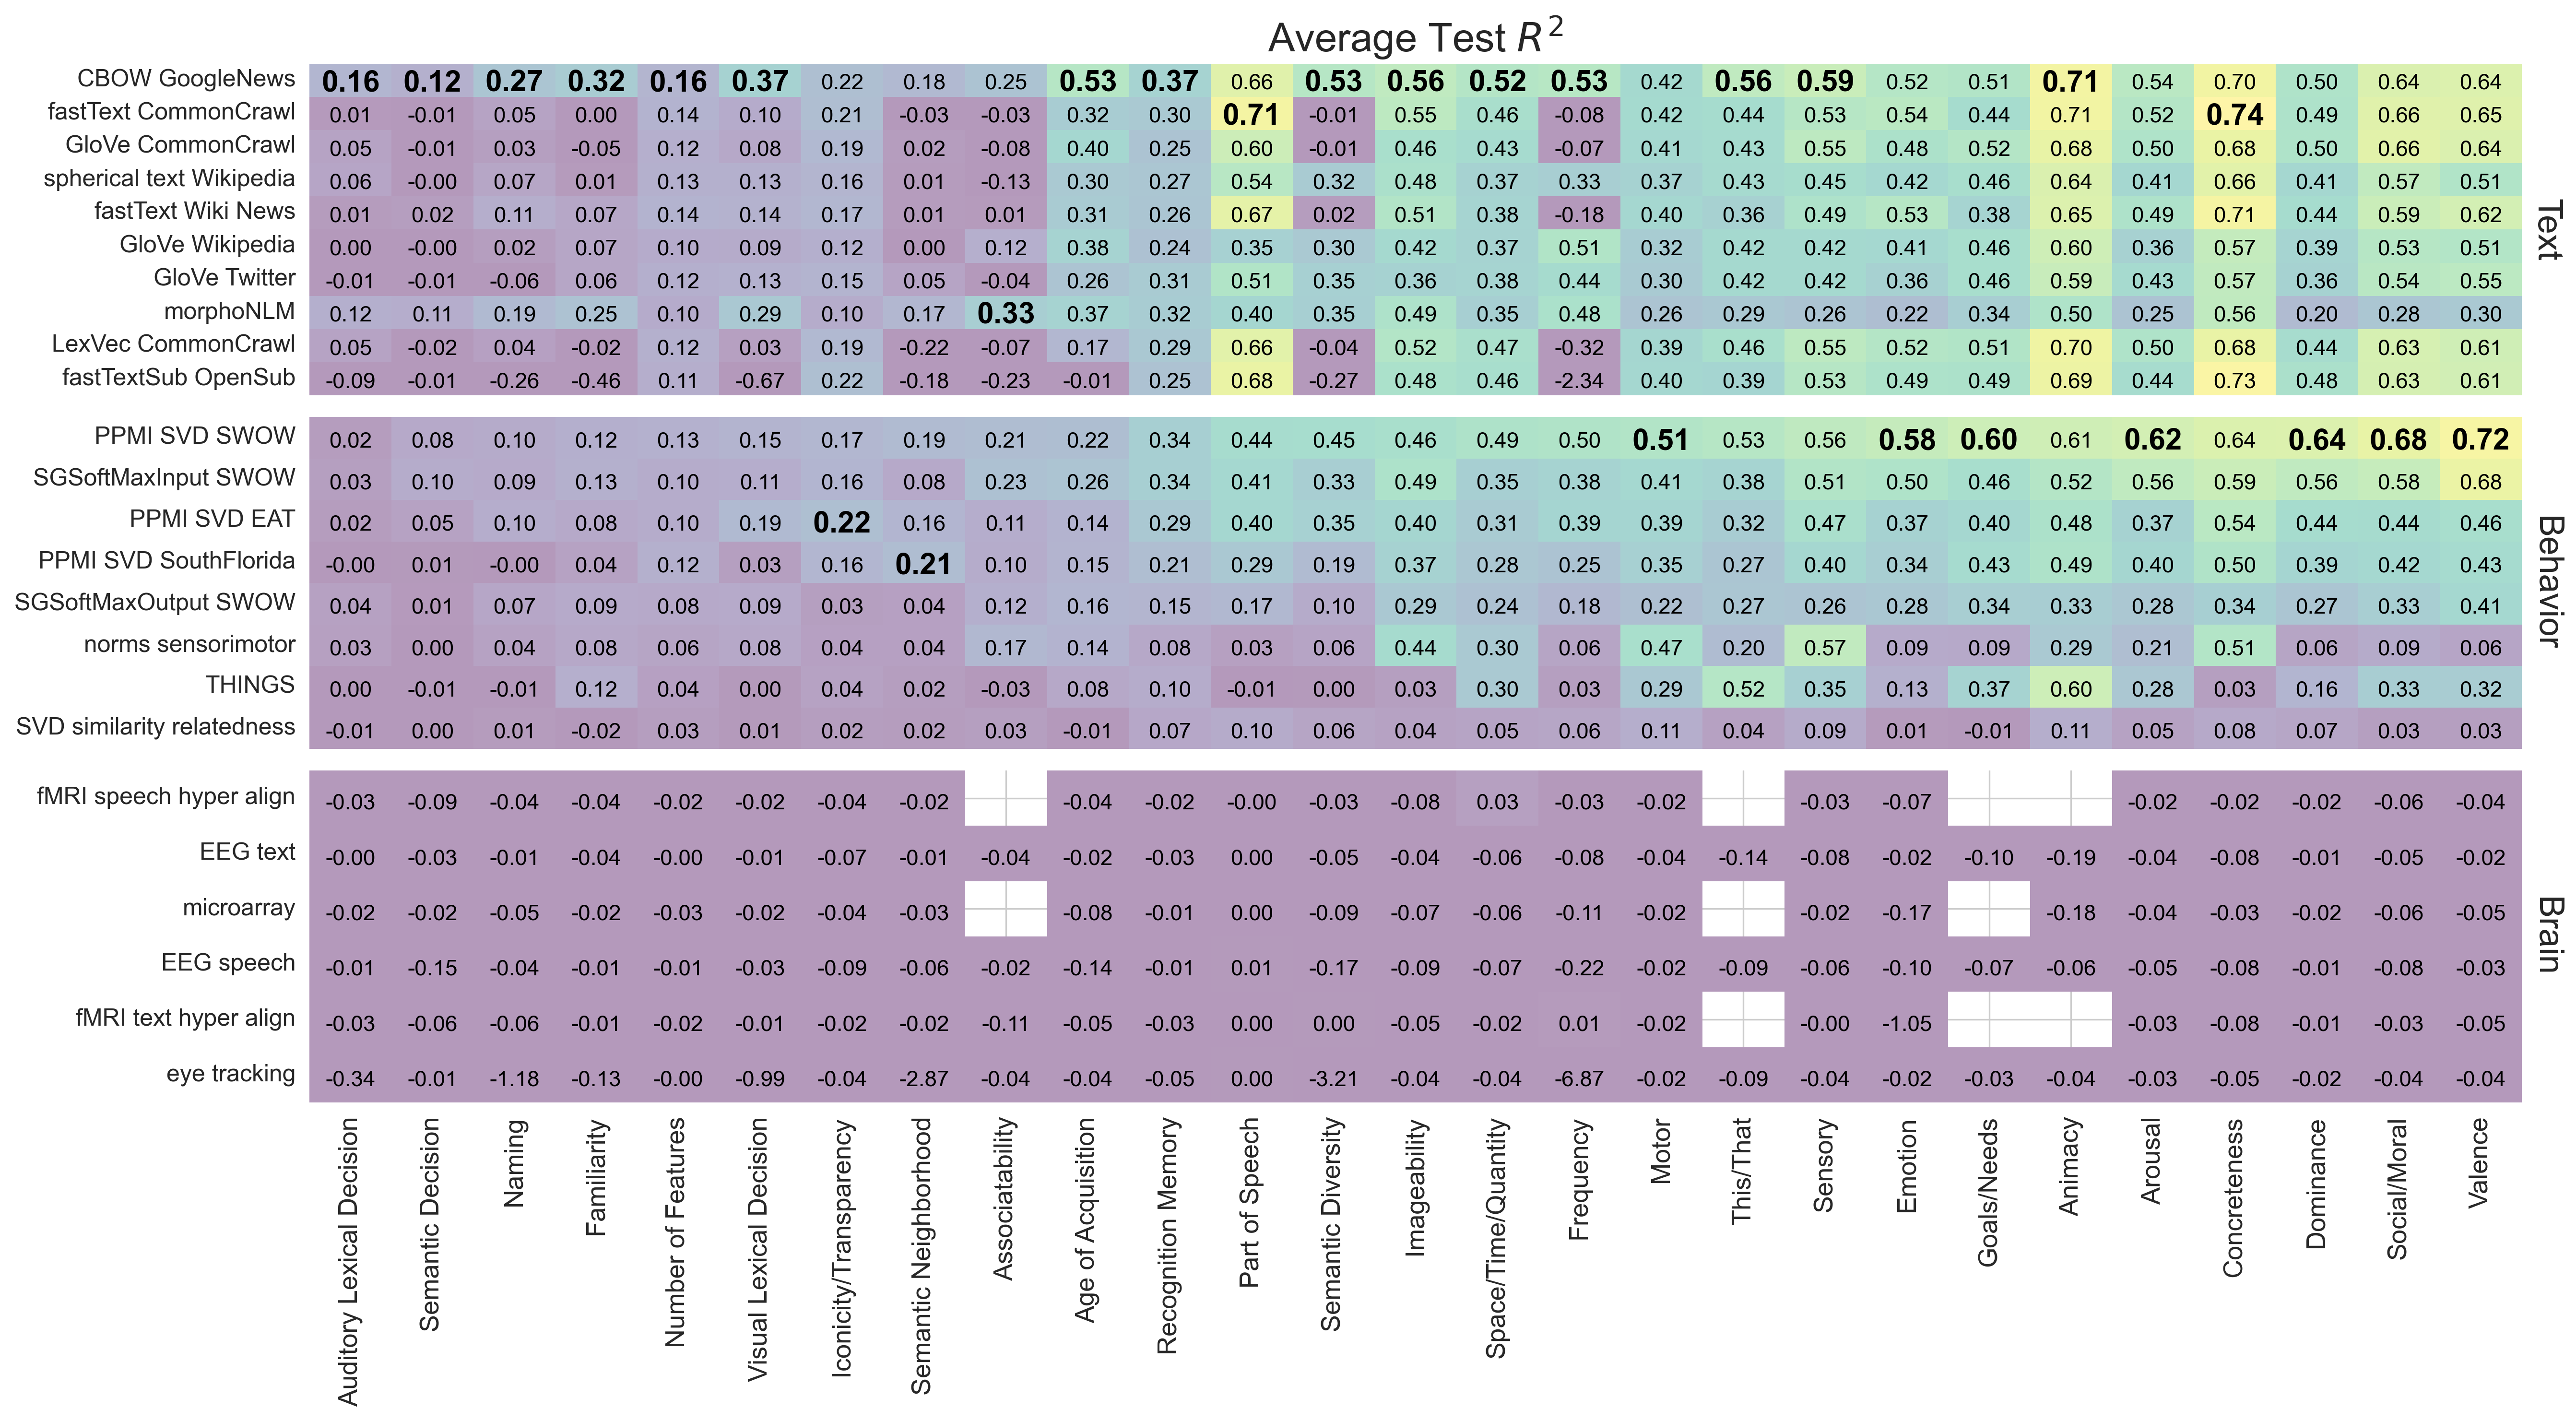 Average Test R²
CBOW GoogleNews 0.16 0.12 0.27 0.32 0.16 0.37 0.22 0.18 0.25 0.53 0.37 0.66 0.53 0.56 0.52 0.53 0.42 0.56 0.59 0.52 0.51 0.71 0.54 0.70 0.50 0.64 0.64
fastText CommonCrawl 0.01 -0.01 0.05 0.00 0.14 0.10 0.21 -0.03 -0.03 0.32 0.30 0.71 -0.01 0.55 0.46 -0.08 0.42 0.44 0.53 0.54 0.44 0.71 0.52 0.74 0.49 0.66 0.65
GloVe CommonCrawl 0.05 -0.01 0.03 -0.05 0.12 0.08 0.19 0.02 -0.08 0.40 0.25 0.60 -0.01 0.46 0.43 -0.07 0.41 0.43 0.55 0.48 0.52 0.68 0.50 0.68 0.50 0.66 0.64
spherical text Wikipedia 0.06 -0.00 0.07 0.01 0.13 0.13 0.16 0.01 -0.13 0.30 0.27 0.54 0.32 0.48 0.37 0.33 0.37 0.43 0.45 0.42 0.46 0.64 0.41 0.66 0.41 0.57 0.51
fastText Wiki News 0.01 0.02 0.11 0.07 0.14 0.14 0.17 0.01 0.01 0.31 0.26 0.67 0.02 0.51 0.38 -0.18 0.40 0.36 0.49 0.53 0.38 0.65 0.49 0.71 0.44 0.59 0.62
GloVe Wikipedia 0.00 -0.00 0.02 0.07 0.10 0.09 0.12 0.00 0.12 0.38 0.24 0.35 0.30 0.42 0.37 0.51 0.32 0.42 0.42 0.41 0.46 0.60 0.36 0.57 0.39 0.53 0.51
GloVe Twitter -0.01 -0.01 -0.06 0.06 0.12 0.13 0.15 0.05 -0.04 0.26 0.31 0.51 0.35 0.36 0.38 0.44 0.30 0.42 0.42 0.36 0.46 0.59 0.43 0.57 0.36 0.54 0.55
morphoNLM 0.12 0.11 0.19 0.25 0.10 0.29 0.10 0.17 0.33 0.37 0.32 0.40 0.35 0.49 0.35 0.48 0.26 0.29 0.26 0.22 0.34 0.50 0.25 0.56 0.20 0.28 0.30
LexVec CommonCrawl 0.05 -0.02 0.04 -0.02 0.12 0.03 0.19 -0.22 -0.07 0.17 0.29 0.66 -0.04 0.52 0.47 -0.32 0.39 0.46 0.55 0.52 0.51 0.70 0.50 0.68 0.44 0.63 0.61
fastTextSub OpenSub -0.09 -0.01 -0.26 -0.46 0.11 -0.67 0.22 -0.18 -0.23 -0.01 0.25 0.68 -0.27 0.48 0.46 -2.34 0.40 0.39 0.53 0.49 0.49 0.69 0.44 0.73 0.48 0.63 0.61
Text
PPMI SVD SWOW 0.02 0.08 0.10 0.12 0.13 0.15 0.17 0.19 0.21 0.22 0.34 0.44 0.45 0.46 0.49 0.50 0.51 0.53 0.56 0.58 0.60 0.61 0.62 0.64 0.64 0.68 0.72
SGSoftMaxInput SWOW 0.03 0.10 0.09 0.13 0.10 0.11 0.16 0.08 0.23 0.26 0.34 0.41 0.33 0.49 0.35 0.38 0.41 0.38 0.51 0.50 0.46 0.52 0.56 0.59 0.56 0.58 0.68
PPMI SVD EAT 0.02 0.05 0.10 0.08 0.10 0.19 0.22 0.16 0.11 0.14 0.29 0.40 0.35 0.40 0.31 0.39 0.39 0.32 0.47 0.37 0.40 0.48 0.37 0.54 0.44 0.44 0.46
PPMI SVD SouthFlorida -0.00 0.01 -0.00 0.04 0.12 0.03 0.16 0.21 0.10 0.15 0.21 0.29 0.19 0.37 0.28 0.25 0.35 0.27 0.40 0.34 0.43 0.49 0.40 0.50 0.39 0.42 0.43
SGSoftMaxOutput SWOW 0.04 0.01 0.07 0.09 0.08 0.09 0.03 0.04 0.12 0.16 0.15 0.17 0.10 0.29 0.24 0.18 0.22 0.27 0.26 0.28 0.34 0.33 0.28 0.34 0.27 0.33 0.41
norms sensorimotor 0.03 0.00 0.04 0.08 0.06 0.08 0.04 0.04 0.17 0.14 0.08 0.03 0.06 0.44 0.30 0.06 0.47 0.20 0.57 0.09 0.09 0.29 0.21 0.51 0.06 0.09 0.06
THINGS 0.00 -0.01 -0.01 0.12 0.04 0.00 0.04 0.02 -0.03 0.08 0.10 -0.01 0.00 0.03 0.30 0.03 0.29 0.52 0.35 0.13 0.37 0.60 0.28 0.03 0.16 0.33 0.32
SVD similarity relatedness -0.01 0.00 0.01 -0.02 0.03 0.01 0.02 0.02 0.03 -0.01 0.07 0.10 0.06 0.04 0.05 0.06 0.11 0.04 0.09 0.01 -0.01 0.11 0.05 0.08 0.07 0.03 0.03
Behavior
fMRI speech hyper align -0.03 -0.09 -0.04 -0.04 -0.02 -0.02 -0.04 -0.02 -0.04 -0.02 -0.00 -0.03 -0.08 0.03 -0.03 -0.02 -0.03 -0.07 -0.02 -0.02 -0.02 -0.06 -0.04
EEG text -0.00 -0.03 -0.01 -0.04 -0.00 -0.01 -0.07 -0.01 -0.04 -0.02 -0.03 0.00 -0.05 -0.04 -0.06 -0.08 -0.04 -0.14 -0.08 -0.02 -0.10 -0.19 -0.04 -0.08 -0.01 -0.05 -0.02
microarray -0.02 -0.02 -0.05 -0.02 -0.03 -0.02 -0.04 -0.03 -0.08 -0.01 0.00 -0.09 -0.07 -0.06 -0.11 -0.02 -0.02 -0.17 -0.18 -0.04 -0.03 -0.02 -0.06 -0.05
EEG speech -0.01 -0.15 -0.04 -0.01 -0.01 -0.03 -0.09 -0.06 -0.02 -0.14 -0.01 0.01 -0.17 -0.09 -0.07 -0.22 -0.02 -0.09 -0.06 -0.10 -0.07 -0.06 -0.05 -0.08 -0.01 -0.08 -0.03
fMRI text hyper align -0.03 -0.06 -0.06 -0.01 -0.02 -0.01 -0.02 -0.02 -0.11 -0.05 -0.03 0.00 0.00 -0.05 -0.02 0.01 -0.02 -0.00 -1.05 -0.03 -0.08 -0.01 -0.03 -0.05
eye tracking -0.34 -0.01 -1.18 -0.13 -0.00 -0.99 -0.04 -2.87 -0.04 -0.04 -0.05 0.00 -3.21 -0.04 -0.04 -6.87 -0.02 -0.09 -0.04 -0.02 -0.03 -0.04 -0.03 -0.05 -0.02 -0.04 -0.04
Brain
Auditory Lexical Decision
Semantic Decision
Naming
Familiarity
Number of Features
Visual Lexical Decision
Iconicity/Transparency
Semantic Neighborhood
Associatability
Age of Acquisition
Recognition Memory
Part of Speech
Semantic Diversity
Imageability
Space/Time/Quantity
Frequency
Motor
This/That
Sensory
Emotion
Goals/Needs
Animacy
Arousal
Concreteness
Dominance
Social/Moral
Valence